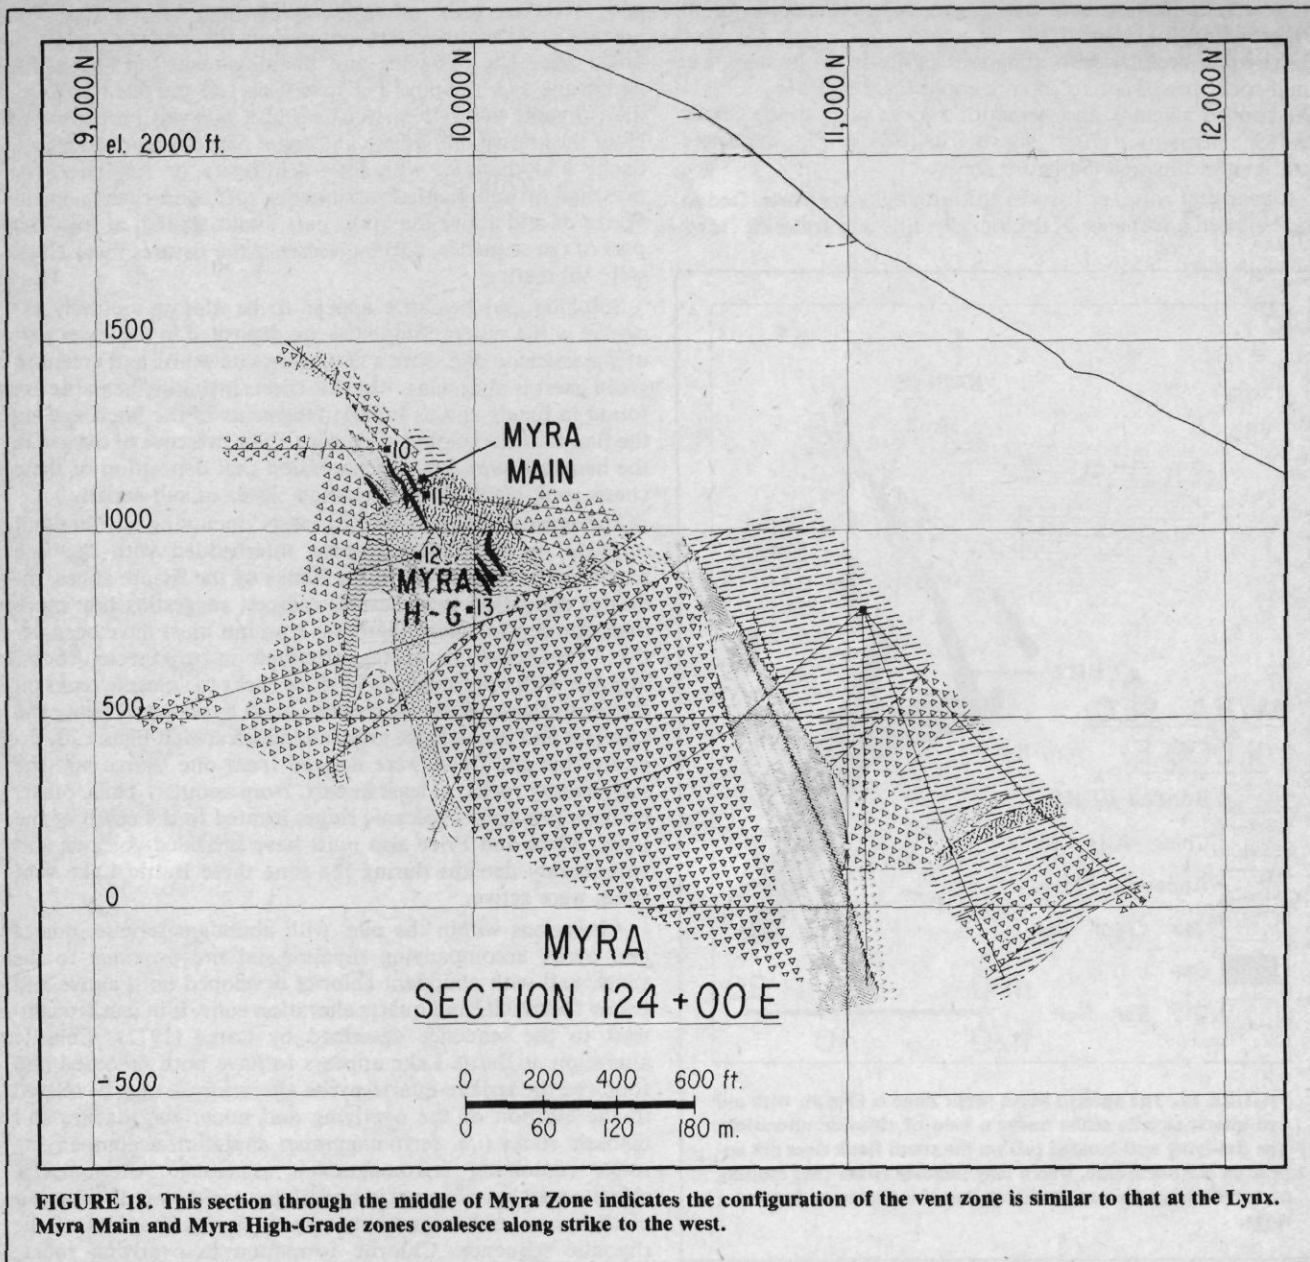 9,000 N
10,000 N
11,000 N
12,000 N
el. 2000 ft.
1500
10
MYRA
MAIN
11
1000
12
MYRA
H-G
13
500
0
MYRA
SECTION 124+00 E
-500
0 200 400 600 ft.
0 60 120 180 m.
FIGURE 18. This section through the middle of Myra Zone indicates the configuration of the vent zone is similar to that at the Lynx.
Myra Main and Myra High-Grade zones coalesce along strike to the west.